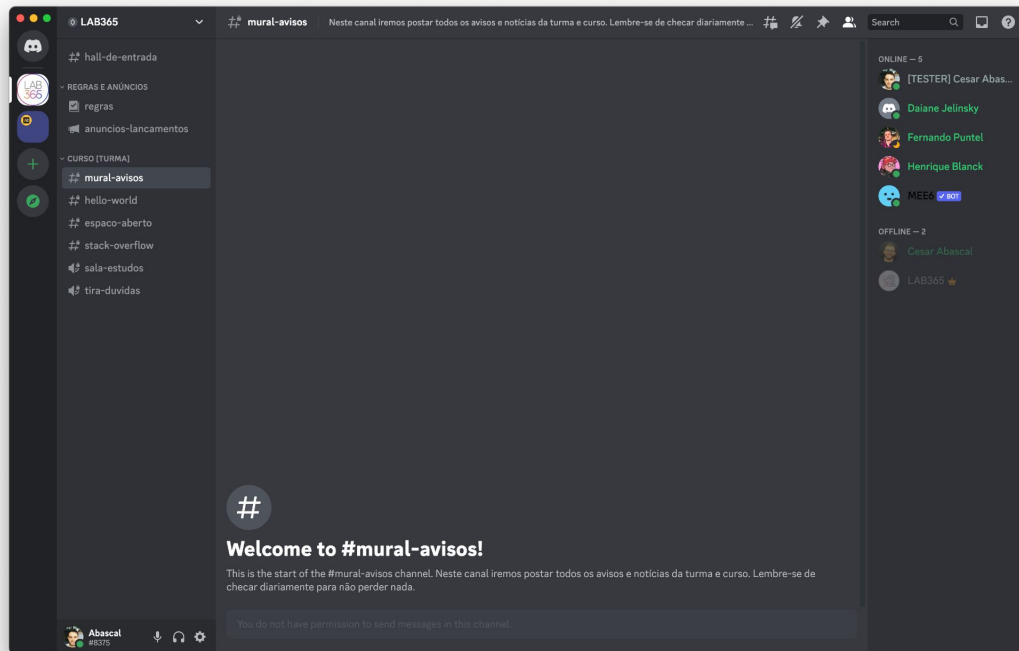 LAB365
hall-de-entrada
REGRAS E ANÚNCIOS
regras
anuncios-lancamentos
CURSO [TURMA]
mural-avisos
hello-world
espaco-aberto
stack-overflow
sala-estudos
tira-duvidas
Abascal
#8375
LAB
365
mural-avisos
Neste canal iremos postar todos os avisos e notícias da turma e curso. Lembre-se de checar diariamente ...
Search
Welcome to #mural-avisos!
This is the start of the #mural-avisos channel. Neste canal iremos postar todos os avisos e notícias da turma e curso. Lembre-se de
checar diariamente para não perder nada.
You do not have permission to send messages in this channel.
ONLINE — 5
[TESTER] Cesar Abas...
Daiane Jelinsky
Fernando Puntel
Henrique Blanck
MEE6 ✓ BOT
OFFLINE — 2
Cesar Abascal
LAB365